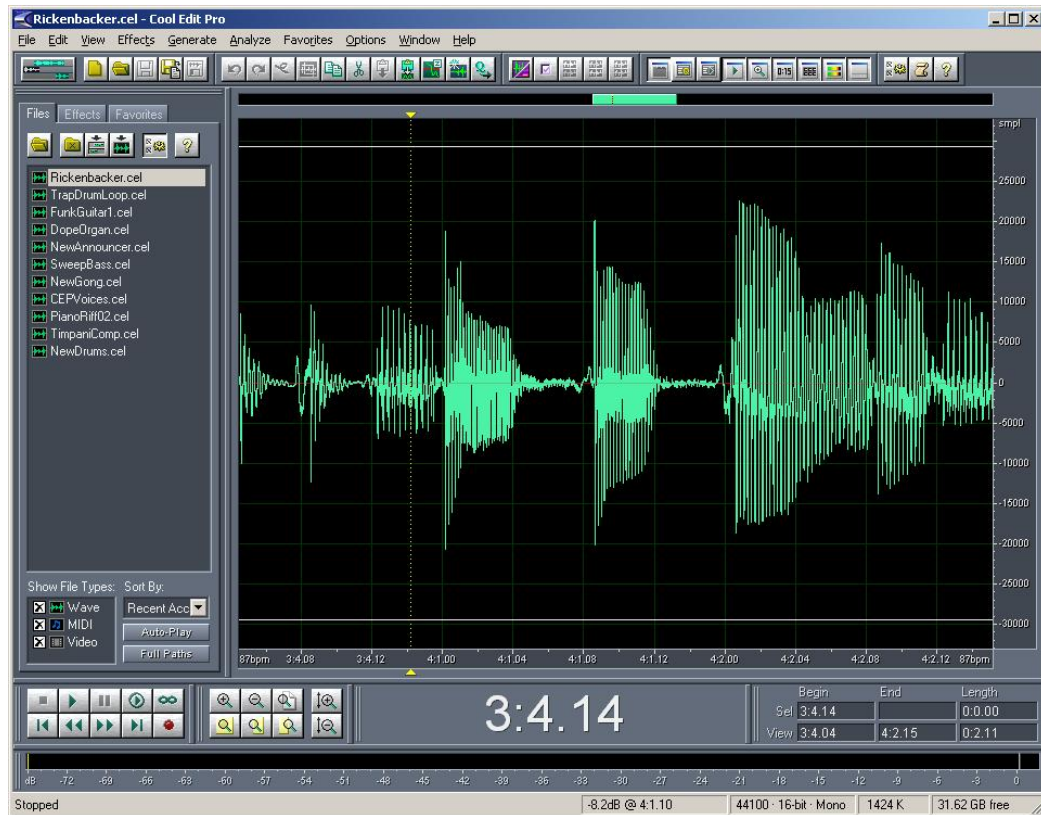 Rickenbacker.cel - Cool Edit Pro
File Edit View Effects Generate Analyze Favorites Options Window Help
Files Effects Favorites
Rickenbacker.cel
TrapDrumLoop.cel
FunkGuitar1.cel
DopeOrgan.cel
NewAnnouncer.cel
SweepBass.cel
NewGong.cel
CEPVoices.cel
PianoRiff02.cel
TimpaniComp.cel
NewDrums.cel
Show File Types: Sort By:
Wave Recent Acc
MIDI Auto-Play
Video Full Paths
smpl
25000
20000
15000
10000
5000
0
-5000
-10000
-15000
-20000
-25000
-30000
87bpm 3:4.08 3:4.12 4:1.00 4:1.04 4:1.08 4:1.12 4:2.00 4:2.04 4:2.08 4:2.12 87bpm
3:4.14
Begin End Length
Sel 3:4.14 0:0.00
View 3:4.04 4:2.15 0:2.11
dB -72 -69 -66 -63 -60 -57 -54 -51 -48 -45 -42 -39 -36 -33 -30 -27 -24 -21 -18 -15 -12 -9 -6 -3 0
Stopped -8.2dB @ 4:1.10 44100 · 16-bit · Mono 1424 K 31.62 GB free